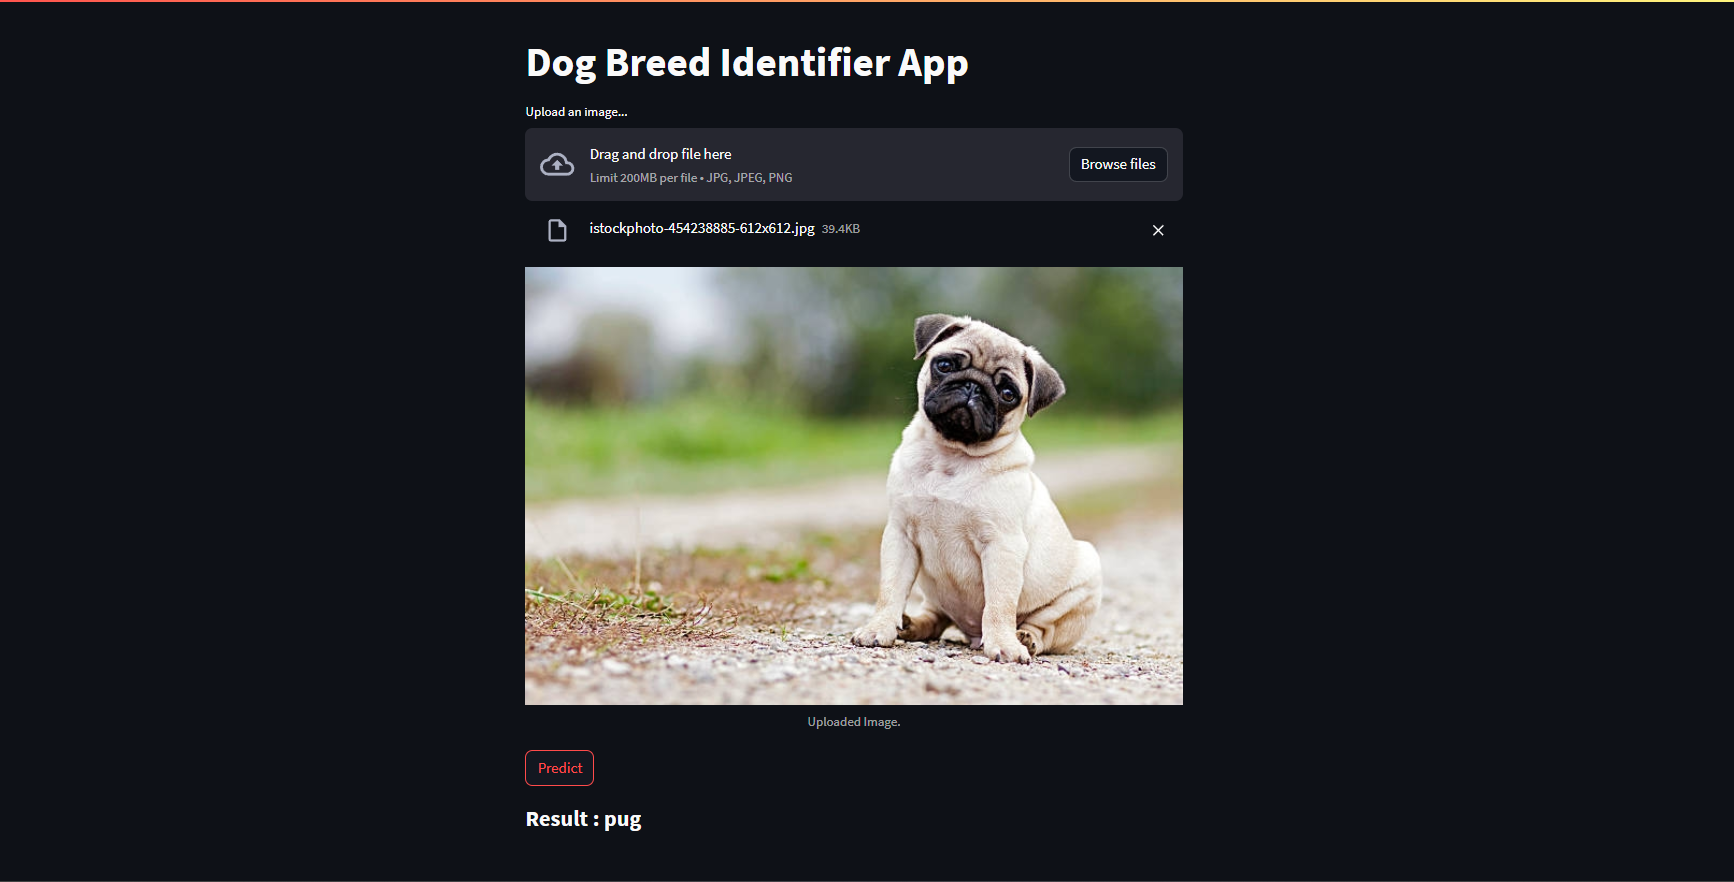 Dog Breed Identifier App
Upload an image...
Drag and drop file here
Limit 200MB per file • JPG, JPEG, PNG
Browse files
istockphoto-454238885-612x612.jpg 39.4KB
Uploaded Image.
Predict
Result : pug